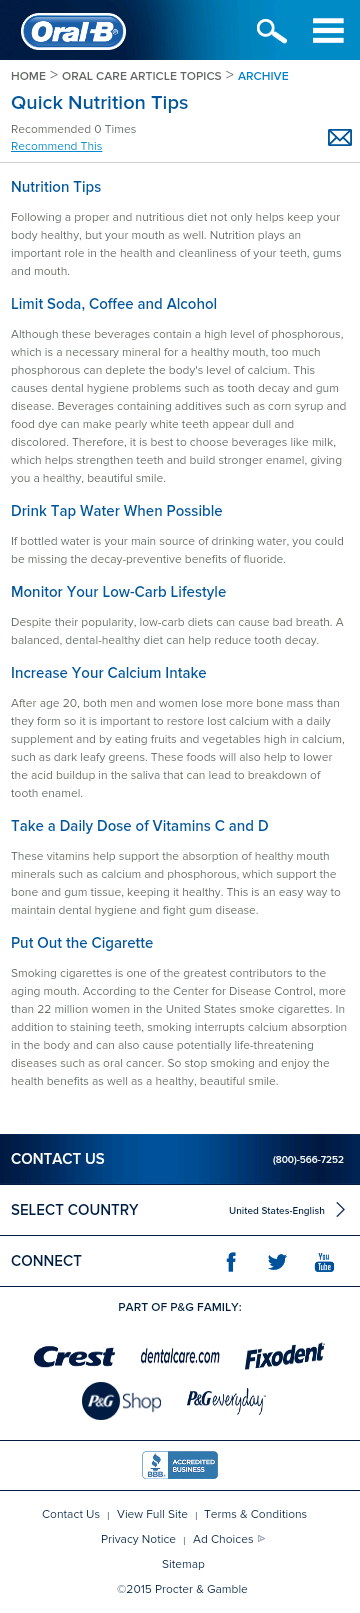 Oral-B
HOME > ORAL CARE ARTICLE TOPICS > ARCHIVE
Quick Nutrition Tips
Recommended 0 Times
Recommend This
Nutrition Tips
Following a proper and nutritious diet not only helps keep your
body healthy, but your mouth as well. Nutrition plays an
important role in the health and cleanliness of your teeth, gums
and mouth.
Limit Soda, Coffee and Alcohol
Although these beverages contain a high level of phosphorous,
which is a necessary mineral for a healthy mouth, too much
phosphorous can deplete the body's level of calcium. This
causes dental hygiene problems such as tooth decay and gum
disease. Beverages containing additives such as corn syrup and
food dye can make pearly white teeth appear dull and
discolored. Therefore, it is best to choose beverages like milk,
which helps strengthen teeth and build stronger enamel, giving
you a healthy, beautiful smile.
Drink Tap Water When Possible
If bottled water is your main source of drinking water, you could
be missing the decay-preventive benefits of fluoride.
Monitor Your Low-Carb Lifestyle
Despite their popularity, low-carb diets can cause bad breath. A
balanced, dental-healthy diet can help reduce tooth decay.
Increase Your Calcium Intake
After age 20, both men and women lose more bone mass than
they form so it is important to restore lost calcium with a daily
supplement and by eating fruits and vegetables high in calcium,
such as dark leafy greens. These foods will also help to lower
the acid buildup in the saliva that can lead to breakdown of
tooth enamel.
Take a Daily Dose of Vitamins C and D
These vitamins help support the absorption of healthy mouth
minerals such as calcium and phosphorous, which support the
bone and gum tissue, keeping it healthy. This is an easy way to
maintain dental hygiene and fight gum disease.
Put Out the Cigarette
Smoking cigarettes is one of the greatest contributors to the
aging mouth. According to the Center for Disease Control, more
than 22 million women in the United States smoke cigarettes. In
addition to staining teeth, smoking interrupts calcium absorption
in the body and can also cause potentially life-threatening
diseases such as oral cancer. So stop smoking and enjoy the
health benefits as well as a healthy, beautiful smile.
CONTACT US (800)-566-7252
SELECT COUNTRY United States-English
CONNECT You Tube
PART OF P&G FAMILY:
Crest dentalcare.com Fixodent
P&G Shop P&G everyday
BBB. ACCREDITED BUSINESS
Contact Us | View Full Site | Terms & Conditions
Privacy Notice | Ad Choices
Sitemap
©2015 Procter & Gamble